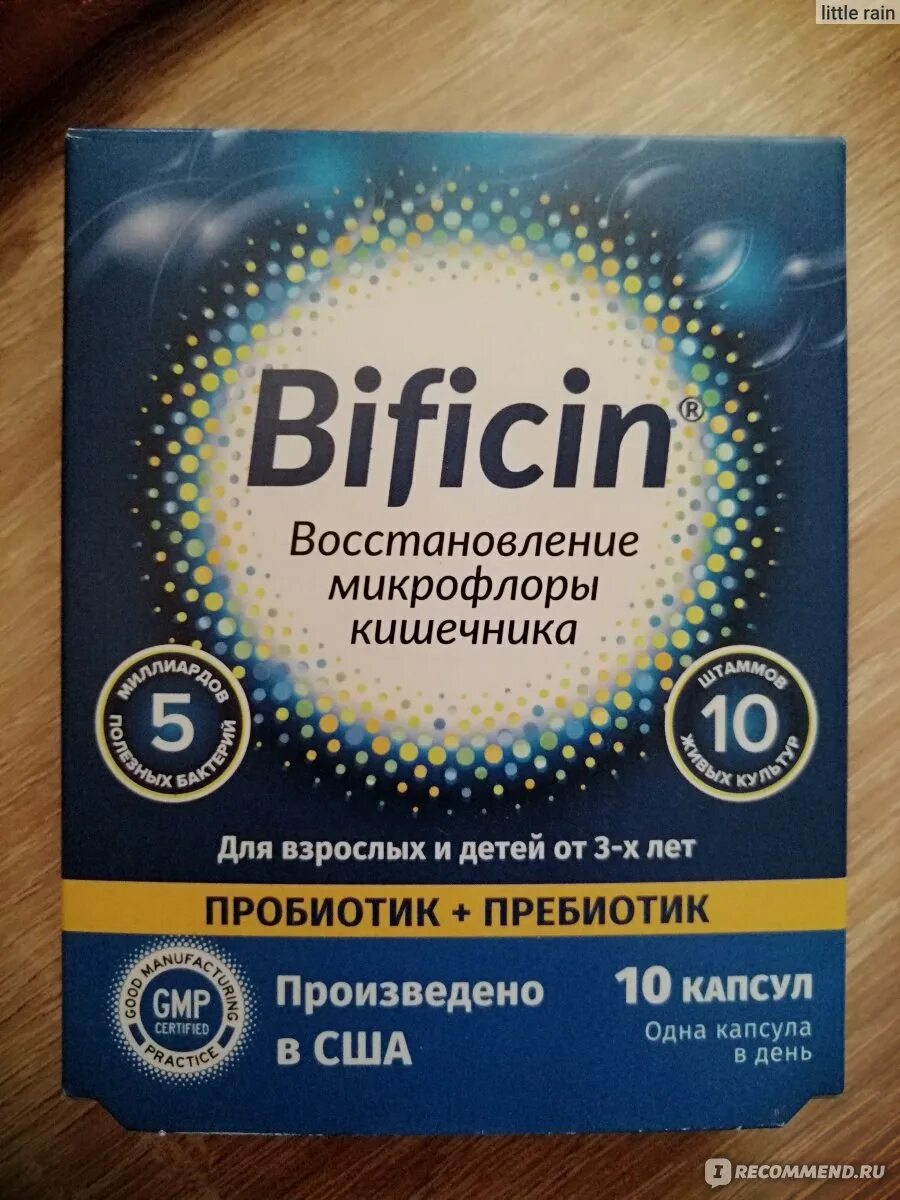 little rain
Bificin®
Восстановление
микрофлоры
кишечника
МИЛЛИАРДОВ
5
ПОЛЕЗНЫХ БАКТЕРИЙ
ШТАММОВ
10
ЖИВЫХ КУЛЬТУР
Для взрослых и детей от 3-х лет
ПРОБИОТИК + ПРЕБИОТИК
GOOD MANUFACTURING
GMP
CERTIFIED
PRACTICE
Произведено
в США
10 КАПСУЛ
Одна капсула
в день
IRECOMMEND.RU